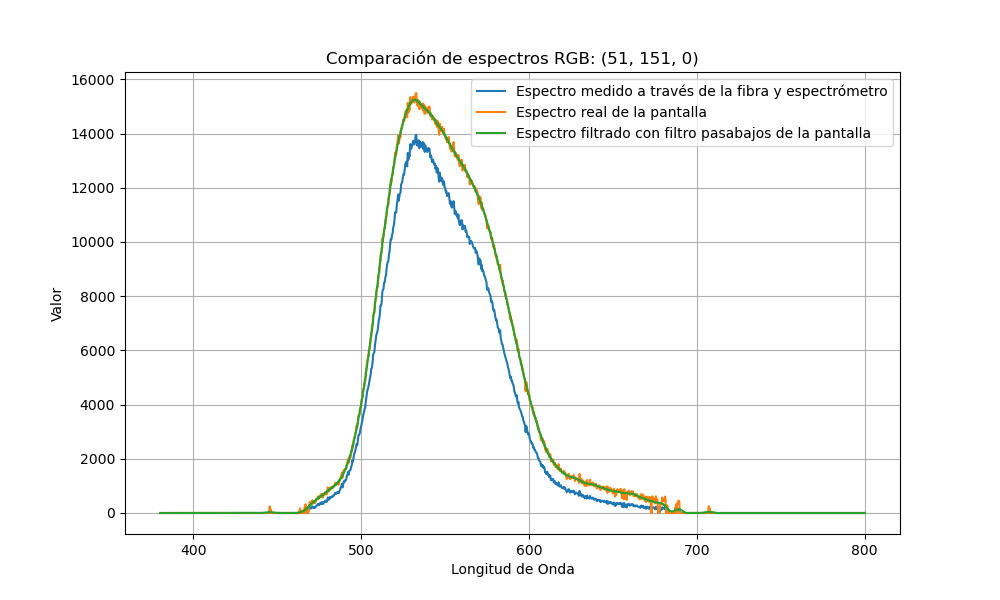 Comparación de espectros RGB: (51, 151, 0)
Espectro medido a través de la fibra y espectrómetro
Espectro real de la pantalla
Espectro filtrado con filtro pasabajos de la pantalla
16000
14000
12000
10000
8000
6000
4000
2000
0
Valor
400 500 600 700 800
Longitud de Onda